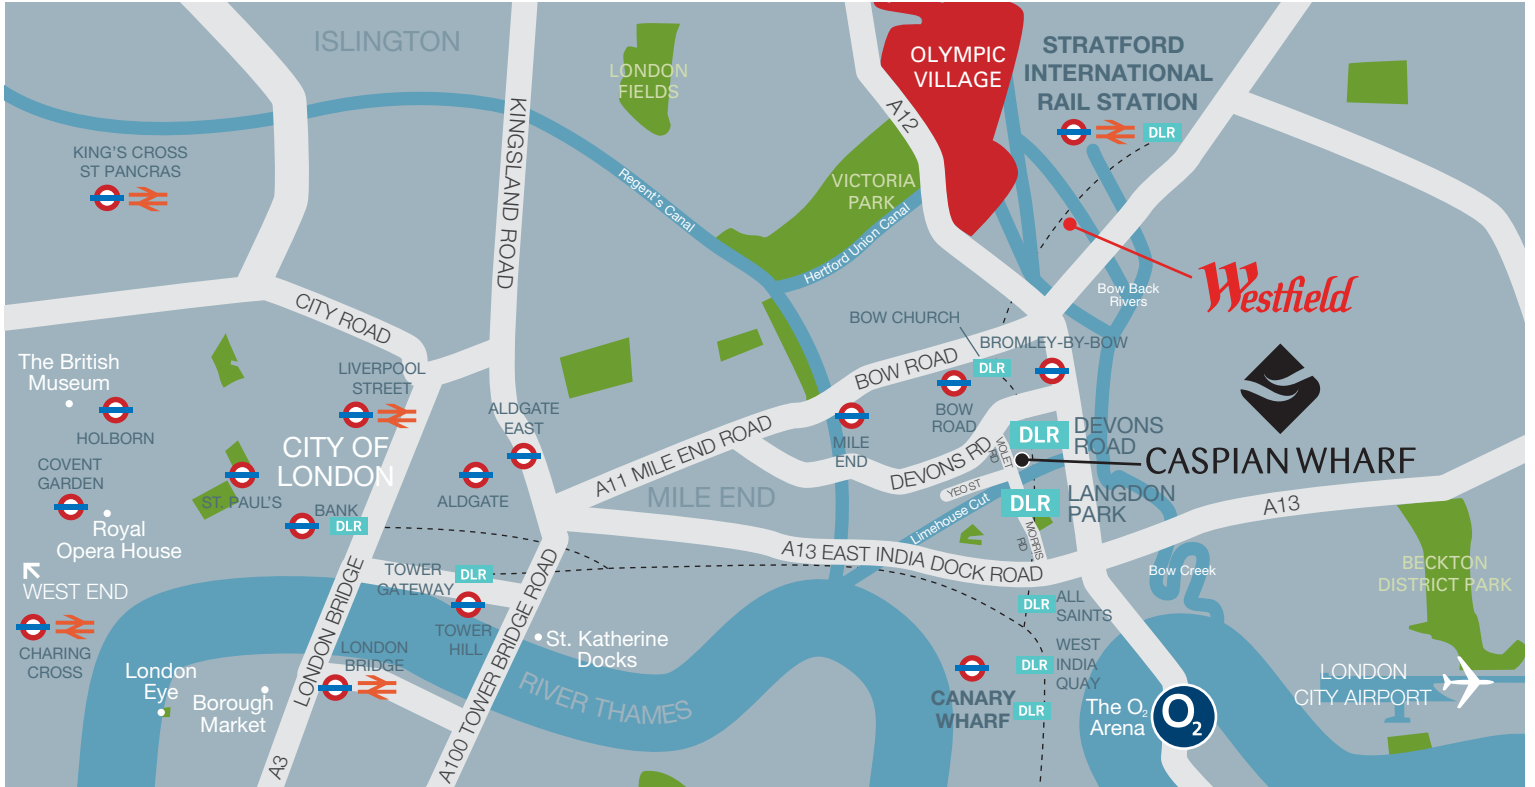 ISLINGTON
LONDON
FIELDS
OLYMPIC
VILLAGE
STRATFORD
INTERNATIONAL
RAIL STATION
DLR
A12
KINGSLAND ROAD
KING'S CROSS
ST PANCRAS
Regent's Canal
VICTORIA
PARK
Hertford Union Canal
Bow Back
Rivers
Westfield
CITY ROAD
BOW CHURCH
BROMLEY-BY-BOW
DLR
BOW ROAD
BOW
ROAD
The British
Museum
HOLBORN
LIVERPOOL
STREET
ALDGATE
EAST
CITY OF
LONDON
COVENT
GARDEN
ST. PAUL'S
BANK
DLR
ALDGATE
A11 MILE END ROAD
MILE
END
MILE END
DEVONS RD
VIOLET
RD
DLR
DEVONS
ROAD
CASPIAN WHARF
YEO ST
DLR
LANGDON
PARK
Limehouse Cut
MORRIS
RD
A13
Royal
Opera House
WEST END
CHARING
CROSS
TOWER
GATEWAY
DLR
TOWER
HILL
A13 EAST INDIA DOCK ROAD
Bow Creek
BECKTON
DISTRICT PARK
LONDON BRIDGE
LONDON
BRIDGE
A100 TOWER BRIDGE ROAD
St. Katherine
Docks
RIVER THAMES
DLR
ALL
SAINTS
DLR
WEST
INDIA
QUAY
CANARY
WHARF
DLR
The O2
Arena
O2
LONDON
CITY AIRPORT
London
Eye
Borough
Market
A3